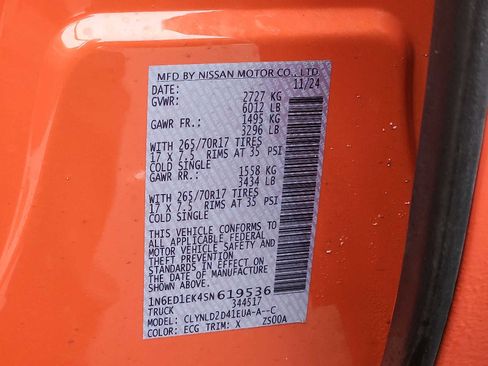 MFD BY NISSAN MOTOR CO., LTD
DATE: 11/24
GVWR: 2727 KG
6012 LB
GAWR FR.: 1495 KG
3296 LB
WITH 265/70R17 TIRES
17 X 7.5 RIMS AT 35 PSI
COLD SINGLE
GAWR RR.: 1558 KG
3434 LB
WITH 265/70R17 TIRES
17 X 7.5 RIMS AT 35 PSI
COLD SINGLE
THIS VEHICLE CONFORMS TO
ALL APPLICABLE FEDERAL
MOTOR VEHICLE SAFETY AND
THEFT PREVENTION
STANDARDS IN EFFECT ON
THE DATE OF MANUFACTURE
SHOWN ABOVE.
1N6ED1EK4SN619536
TRUCK 344517
MODEL: CLYNLD2D41EUA-A--C
COLOR: ECG TRIM: X Z500A